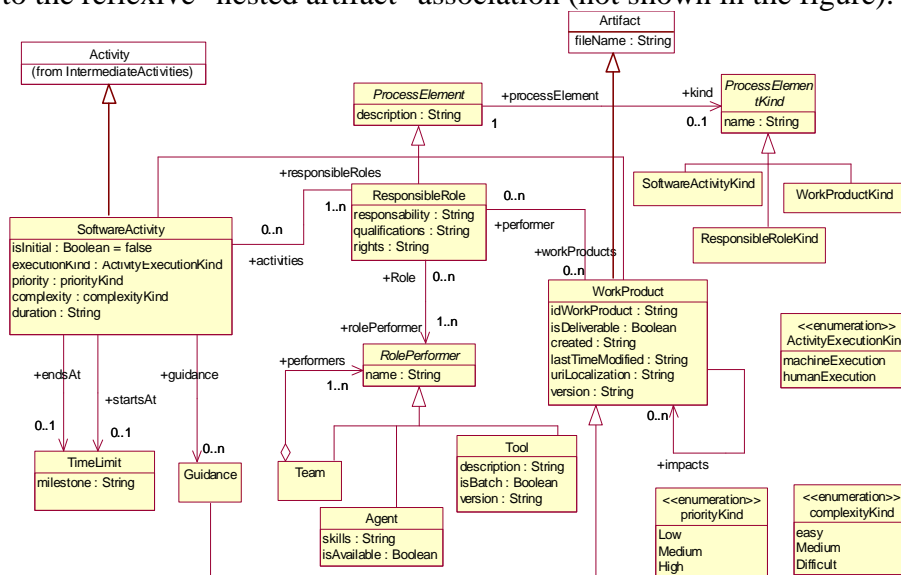 to the reflexive "nested artifact" association (not shown in the figure).
Artifact
fileName : String
Activity
(from IntermediateActivities)
ProcessElement
description : String
+processElement
1
+kind
0..1
ProcessElemen
tKind
name : String
SoftwareActivityKind
WorkProductKind
ResponsibleRoleKind
+responsibleRoles
1..n
0..n
+activities
ResponsibleRole
responsability : String
qualifications : String
rights : String
0..n
+performer
+workProducts
0..n
SoftwareActivity
isInitial : Boolean = false
executionKind : ActivityExecutionKind
priority : priorityKind
complexity : complexityKind
duration : String
+Role
0..n
1..n
+rolePerformer
WorkProduct
idWorkProduct : String
isDeliverable : Boolean
created : String
lastTimeModified : String
uriLocalization : String
version : String
<<enumeration>>
ActivityExecutionKin
machineExecution
humanExecution
+endsAt
0..1
+startsAt
0..1
+guidance
0..n
+performers
1..n
RolePerformer
name : String
0..n
+impacts
TimeLimit
milestone : String
Guidance
Team
Tool
description : String
isBatch : Boolean
version : String
Agent
skills : String
isAvailable : Boolean
<<enumeration>>
priorityKind
Low
Medium
High
<<enumeration>>
complexityKind
easy
Medium
Difficult